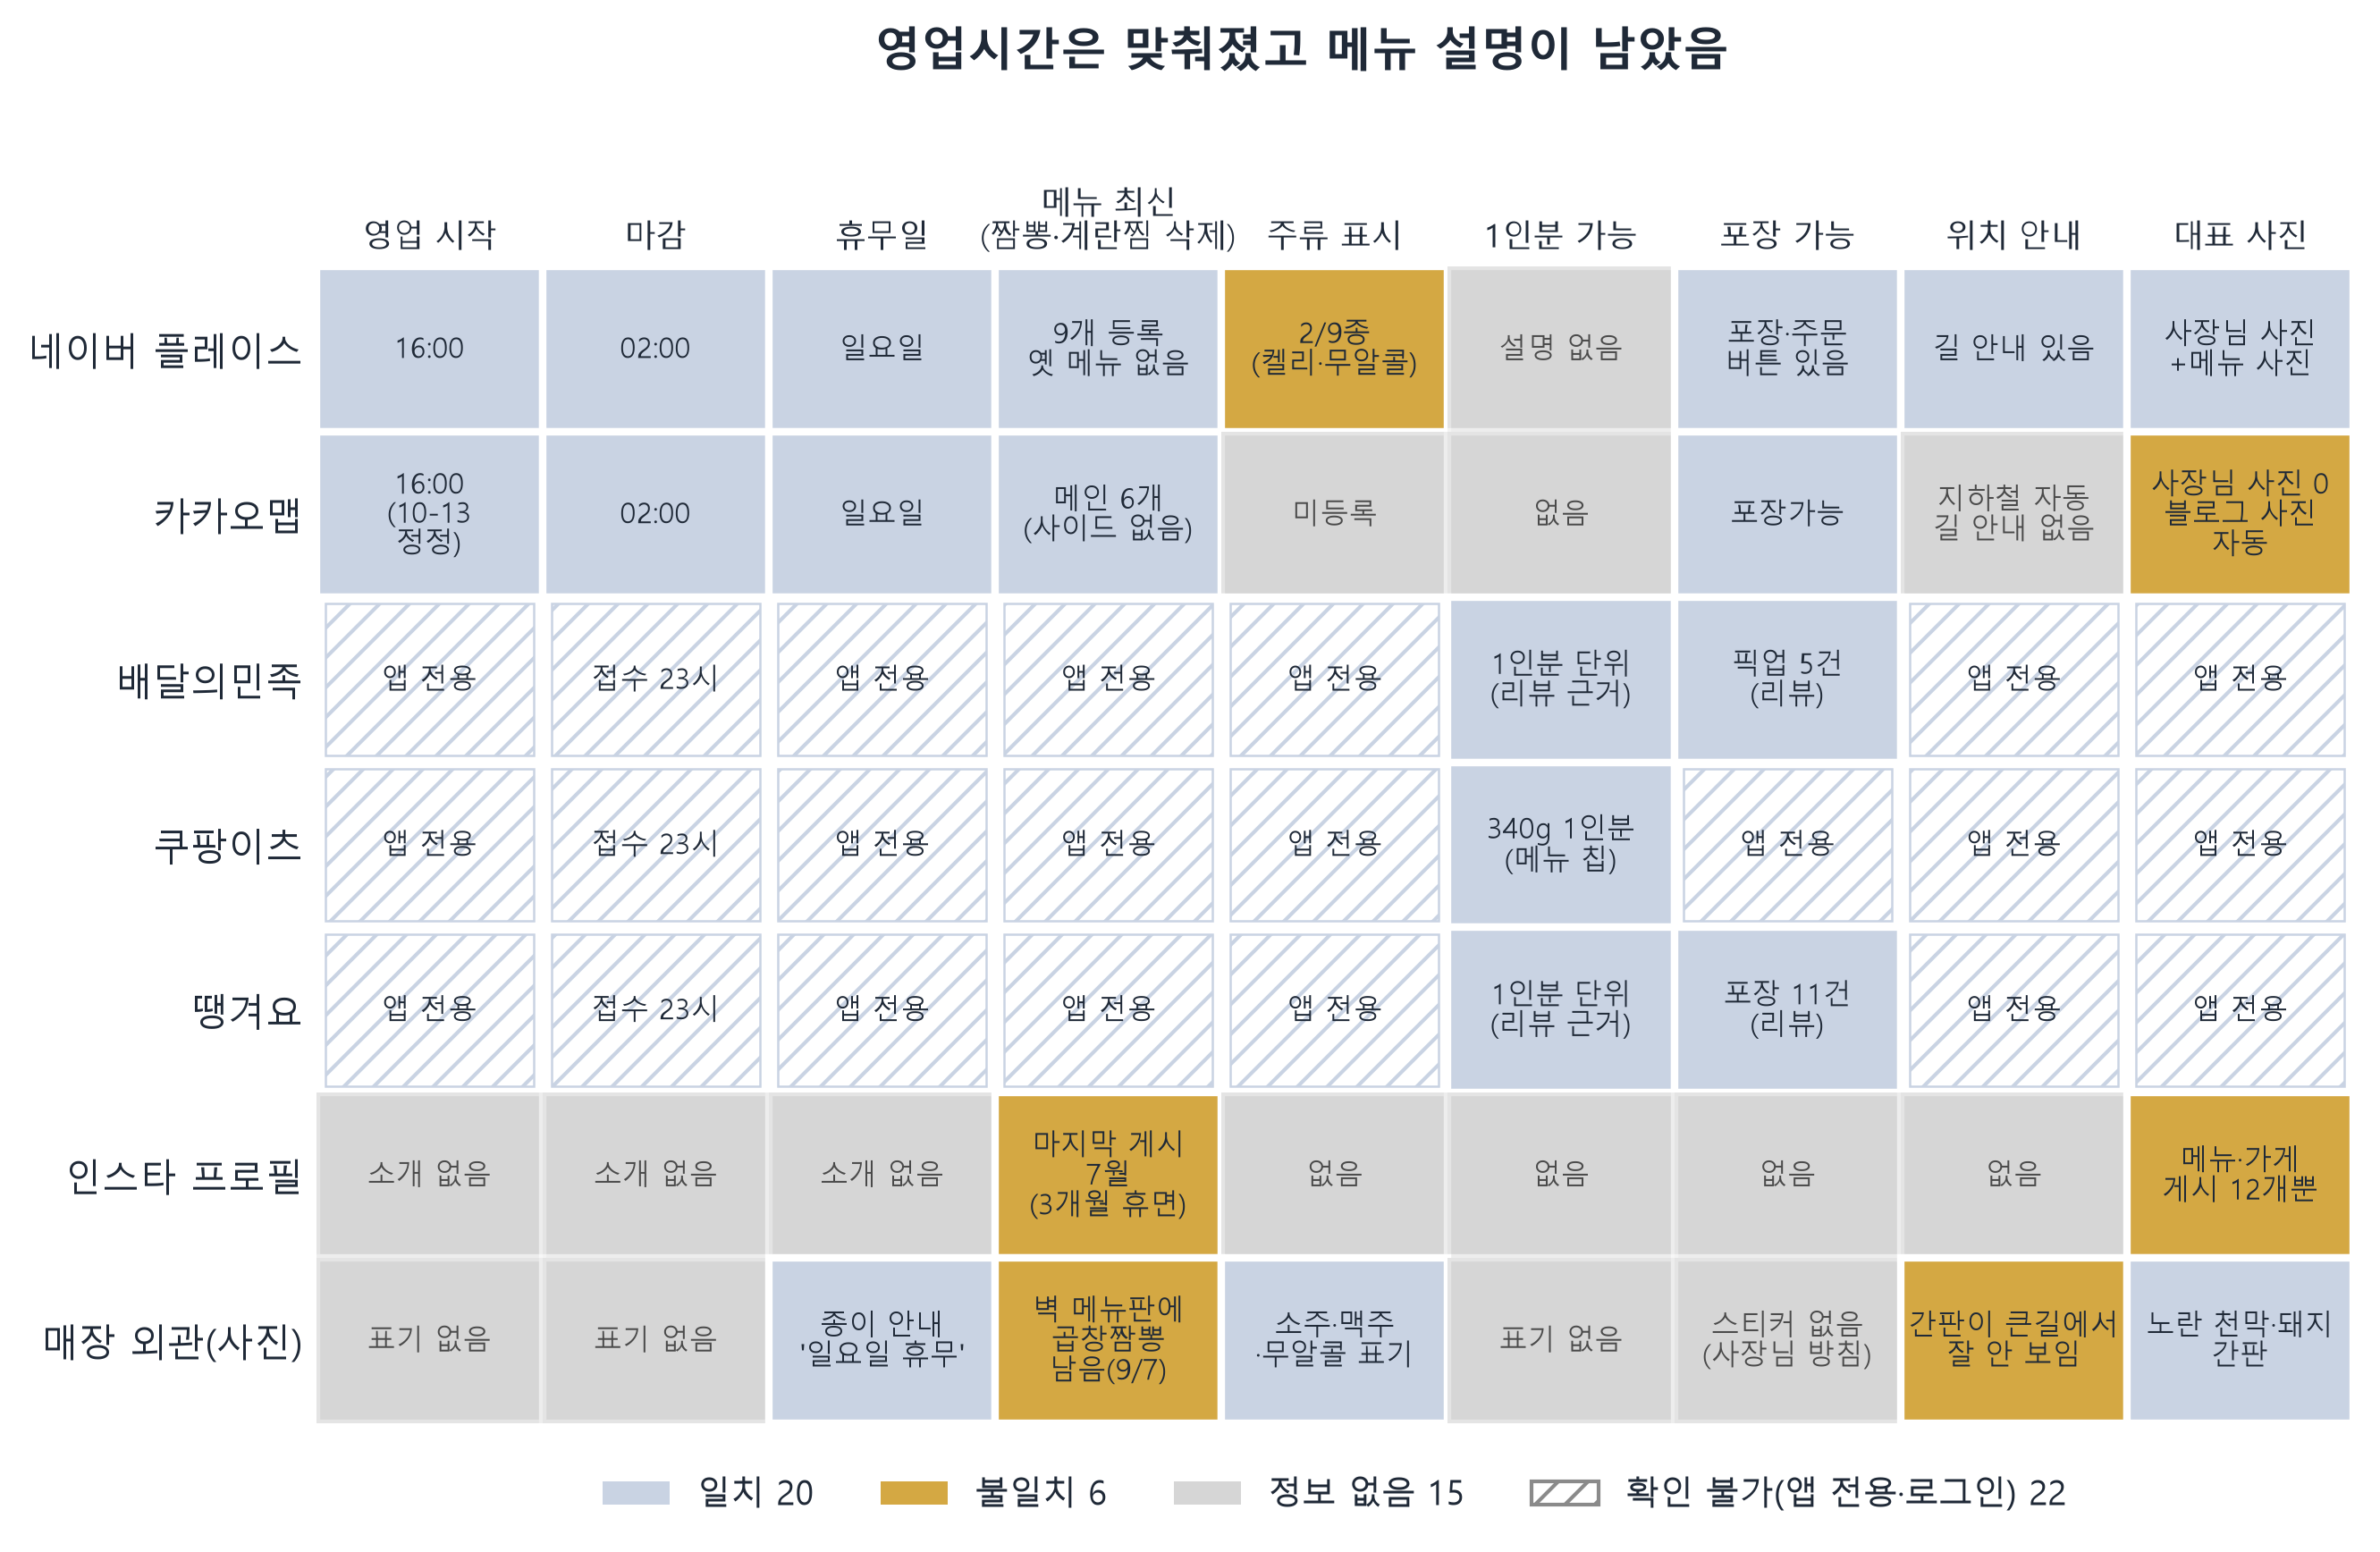 영업시간은 맞춰졌고 메뉴 설명이 남았음
영업 시작
마감
휴무일
메뉴 최신
(짬뽕·계란찜 삭제)
주류 표시
1인분 가능
포장 가능
위치 안내
대표 사진
네이버 플레이스
16:00
02:00
일요일
9개 등록
옛 메뉴 없음
2/9종
(켈리·무알콜)
설명 없음
포장·주문
버튼 있음
길 안내 있음
사장님 사진
+메뉴 사진
카카오맵
16:00
(10-13
정정)
02:00
일요일
메인 6개
(사이드 없음)
미등록
없음
포장가능
지하철 자동
길 안내 없음
사장님 사진 0
블로그 사진
자동
배달의민족
앱 전용
접수 23시
앱 전용
앱 전용
앱 전용
1인분 단위
(리뷰 근거)
픽업 5건
(리뷰)
앱 전용
앱 전용
쿠팡이츠
앱 전용
접수 23시
앱 전용
앱 전용
앱 전용
340g 1인분
(메뉴 칩)
앱 전용
앱 전용
앱 전용
땡겨요
앱 전용
접수 23시
앱 전용
앱 전용
앱 전용
1인분 단위
(리뷰 근거)
포장 11건
(리뷰)
앱 전용
앱 전용
인스타 프로필
소개 없음
소개 없음
소개 없음
마지막 게시
7월
(3개월 휴면)
없음
없음
없음
없음
메뉴·가게
게시 12개뿐
매장 외관(사진)
표기 없음
표기 없음
종이 안내
'일요일 휴무'
벽 메뉴판에
곱창짬뽕
남음(9/7)
소주·맥주
·무알콜 표기
표기 없음
스티커 없음
(사장님 방침)
간판이 큰길에서
잘 안 보임
노란 천막·돼지
간판
일치 20
불일치 6
정보 없음 15
확인 불가(앱 전용·로그인) 22